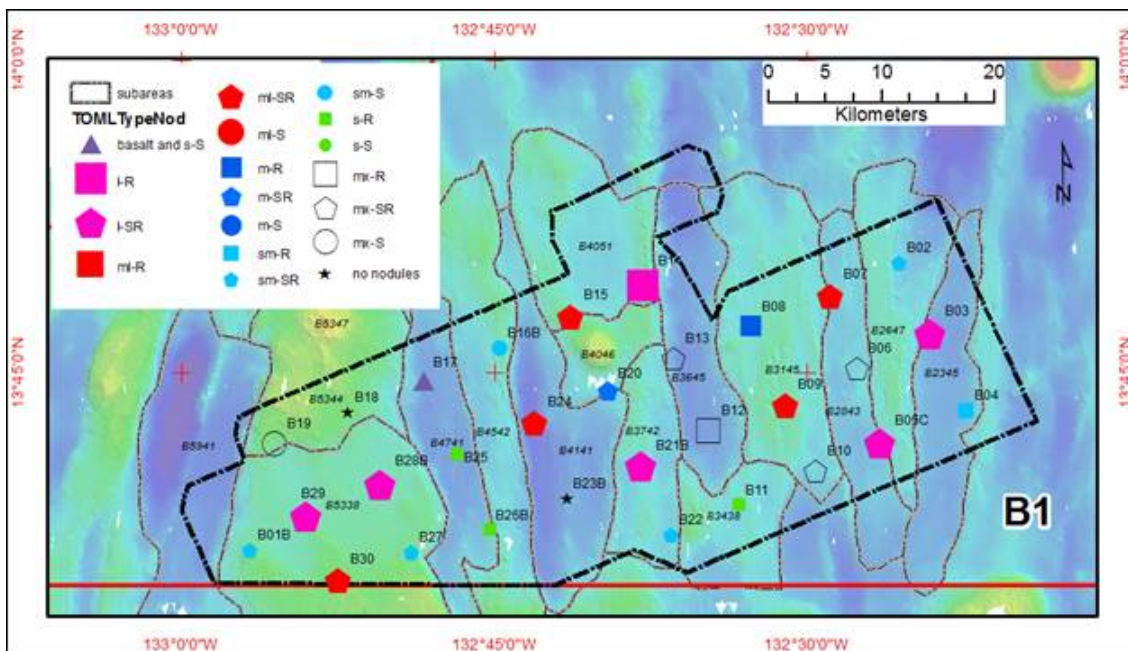 133°0'0"W 132°45'0"W 132°30'0"W
14°0'0"N
14°0'0"N
0 5 10 20
Kilometers
N
subareas
TOMLTypeNod
basalt and s-S
l-R
l-SR
ml-R
ml-SR
ml-S
m-R
m-SR
m-S
sm-R
sm-SR
sm-S
s-R
s-S
mx-R
mx-SR
mx-S
no nodules
B4051
B02
B07
B15
B08
B03
B5347
B16B
B13
B2647
B17
B4046
B06
13°45'0"N
13°45'0"N
B3645
B3145
B2345
B20
B5344
B18
B09
B04
B24
B12
B2843
B05C
B19
B4741
B4542
B3742
B5941
B25
B4141
B21B
B10
B28B
B23B
B29
B11
B5338
B26B
B22
B3438
B1
B01B
B27
B30
133°0'0"W 132°45'0"W 132°30'0"W